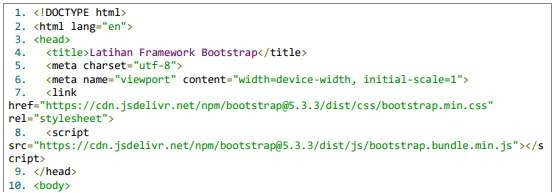 1. <!DOCTYPE html>
2. <html lang="en">
3. <head>
4. <title>Latihan Framework Bootstrap</title>
5. <meta charset="utf-8">
6. <meta name="viewport" content="width=device-width, initial-scale=1">
7. <link
href="https://cdn.jsdelivr.net/npm/bootstrap@5.3.3/dist/css/bootstrap.min.css"
rel="stylesheet">
8. <script
src="https://cdn.jsdelivr.net/npm/bootstrap@5.3.3/dist/js/bootstrap.bundle.min.js"></s
cript>
9. </head>
10. <body>